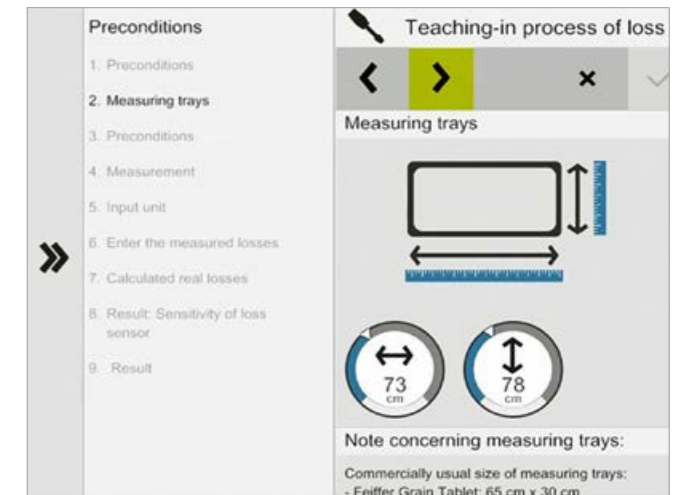 Preconditions
1. Preconditions
2. Measuring trays
3. Preconditions
4. Measurement
5. Input unit
6. Enter the measured losses
7. Calculated real losses
8. Result: Sensitivity of loss
sensor
9. Result
Teaching-in process of loss
Measuring trays
73
cm
78
cm
Note concerning measuring trays:
Commercially usual size of measuring trays:
- Feiffer Grain Tablet: 65 cm x 30 cm